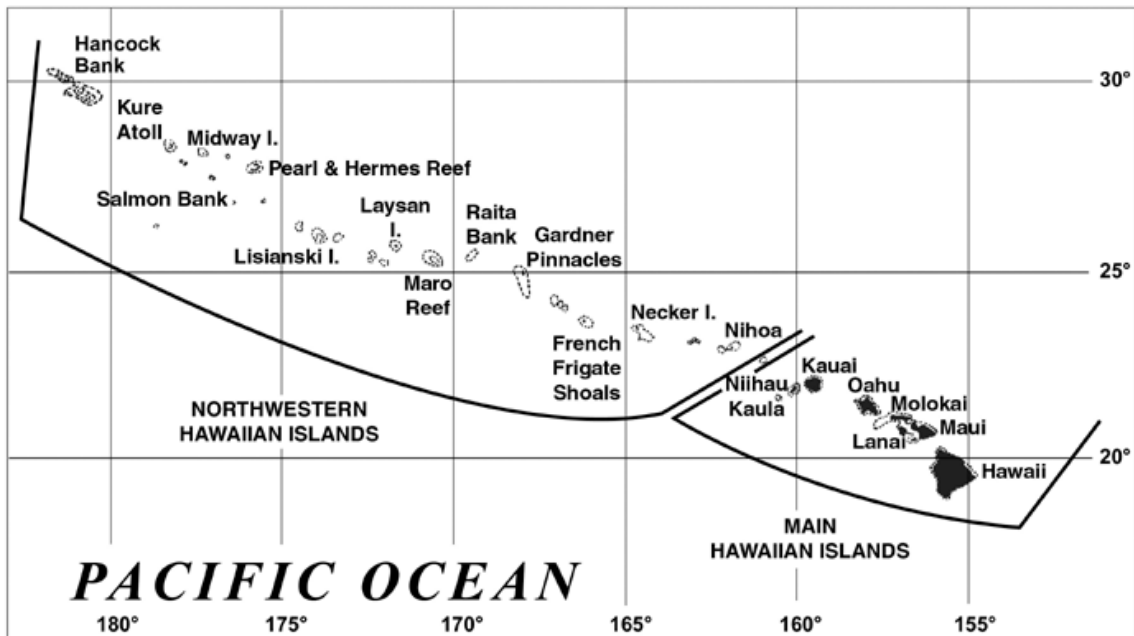 Hancock
Bank
30°
Kure
Atoll
Midway I.
Pearl & Hermes Reef
Salmon Bank
Laysan
I.
Raita
Bank
Gardner
Pinnacles
Lisianski I.
25°
Maro
Reef
Necker I.
Nihoa
French
Frigate
Shoals
Kauai
Niihau
Kaula
Oahu
Molokai
Maui
Lanai
Hawaii
20°
NORTHWESTERN
HAWAIIAN ISLANDS
MAIN
HAWAIIAN ISLANDS
PACIFIC OCEAN
180°
175°
170°
165°
160°
155°